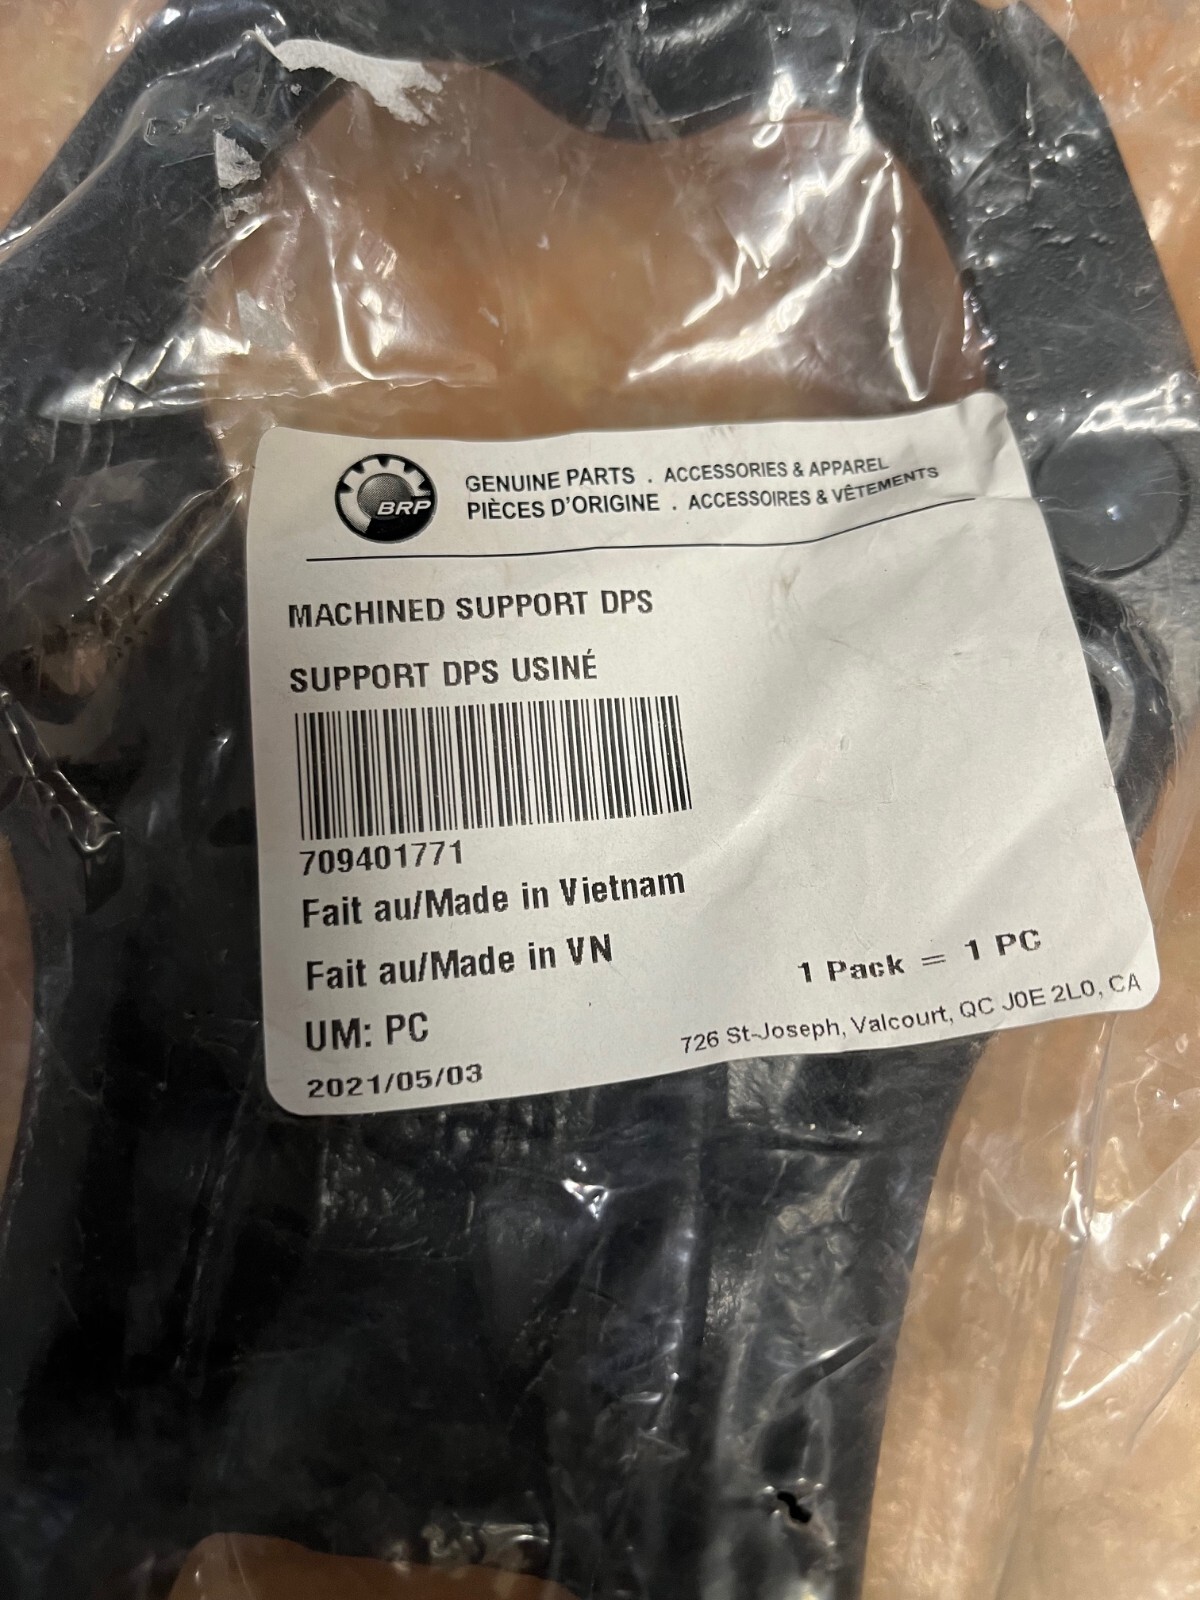 BRP
GENUINE PARTS . ACCESSORIES & APPAREL
PIÈCES D'ORIGINE . ACCESSOIRES & VÊTEMENTS
MACHINED SUPPORT DPS
SUPPORT DPS USINÉ
709401771
Fait au/Made in Vietnam
Fait au/Made in VN
UM: PC
1 Pack = 1 PC
2021/05/03
726 St-Joseph, Valcourt, QC J0E 2L0, CA